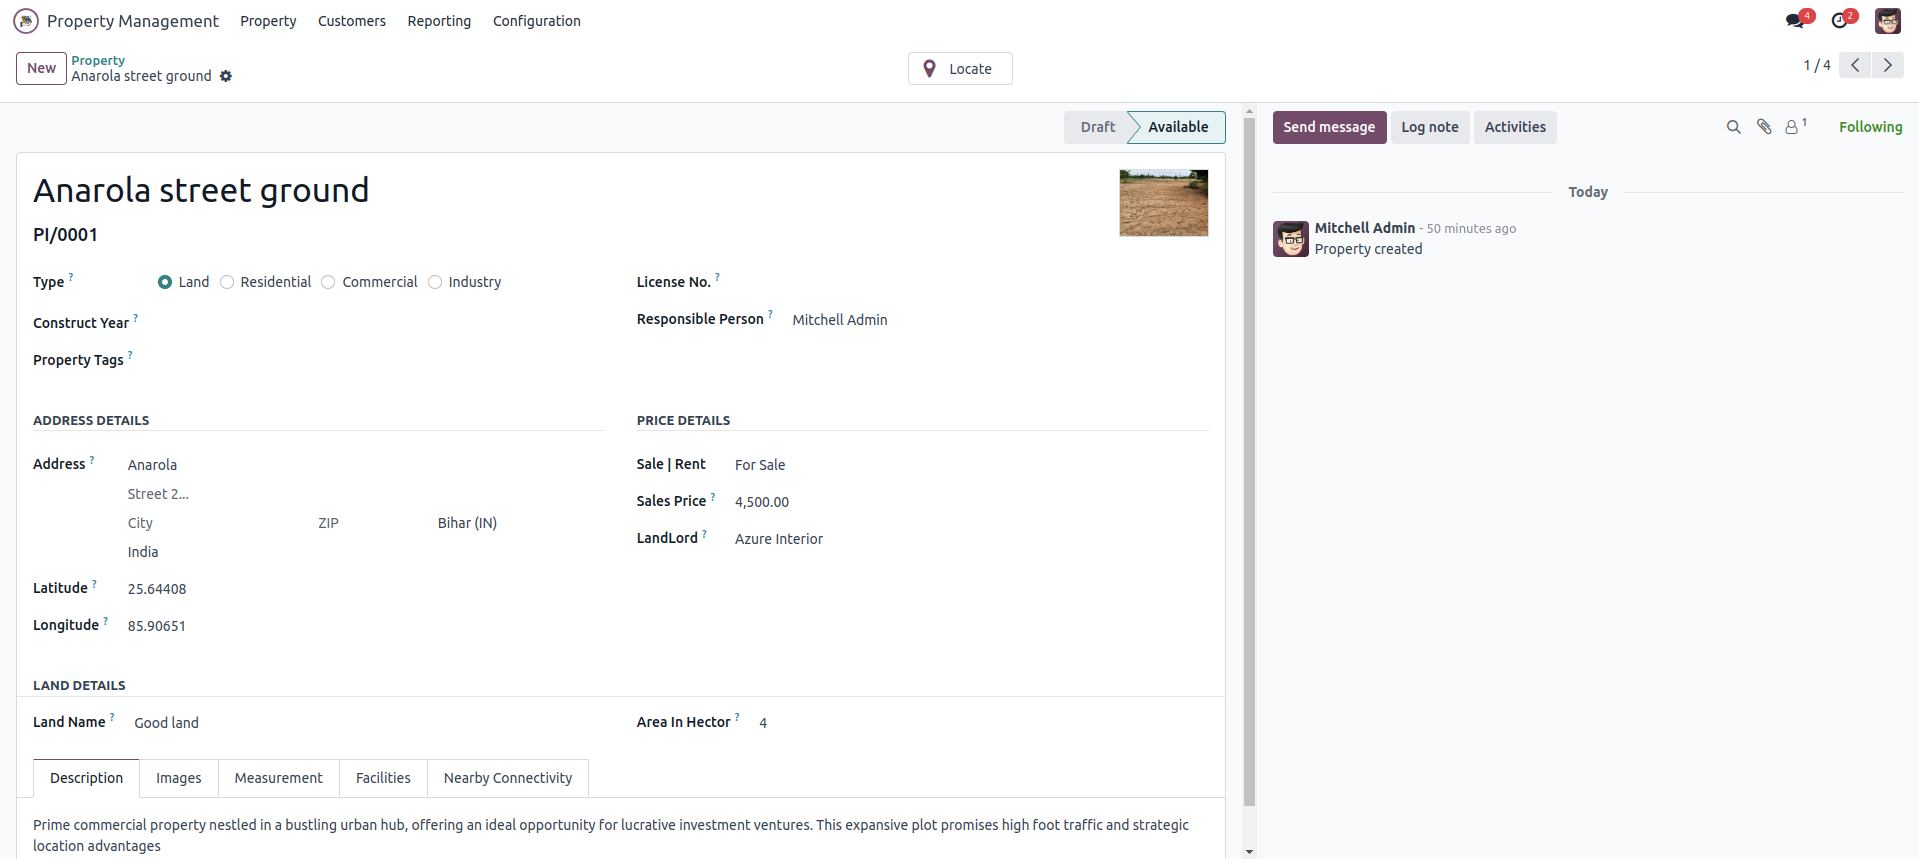 Property Management Property Customers Reporting Configuration 4 2
New Property
Anarola street ground
Locate
1 / 4
Draft Available
Send message Log note Activities 1 Following
Anarola street ground
PI/0001
Type ? Land Residential Commercial Industry
License No. ?
Construct Year ?
Responsible Person ? Mitchell Admin
Property Tags ?
Today
Mitchell Admin - 50 minutes ago
Property created
ADDRESS DETAILS
Address ? Anarola
Street 2...
City ZIP Bihar (IN)
India
Latitude ? 25.64408
Longitude ? 85.90651
PRICE DETAILS
Sale | Rent For Sale
Sales Price ? 4,500.00
LandLord ? Azure Interior
LAND DETAILS
Land Name ? Good land
Area In Hector ? 4
Description Images Measurement Facilities Nearby Connectivity
Prime commercial property nestled in a bustling urban hub, offering an ideal opportunity for lucrative investment ventures. This expansive plot promises high foot traffic and strategic
location advantages